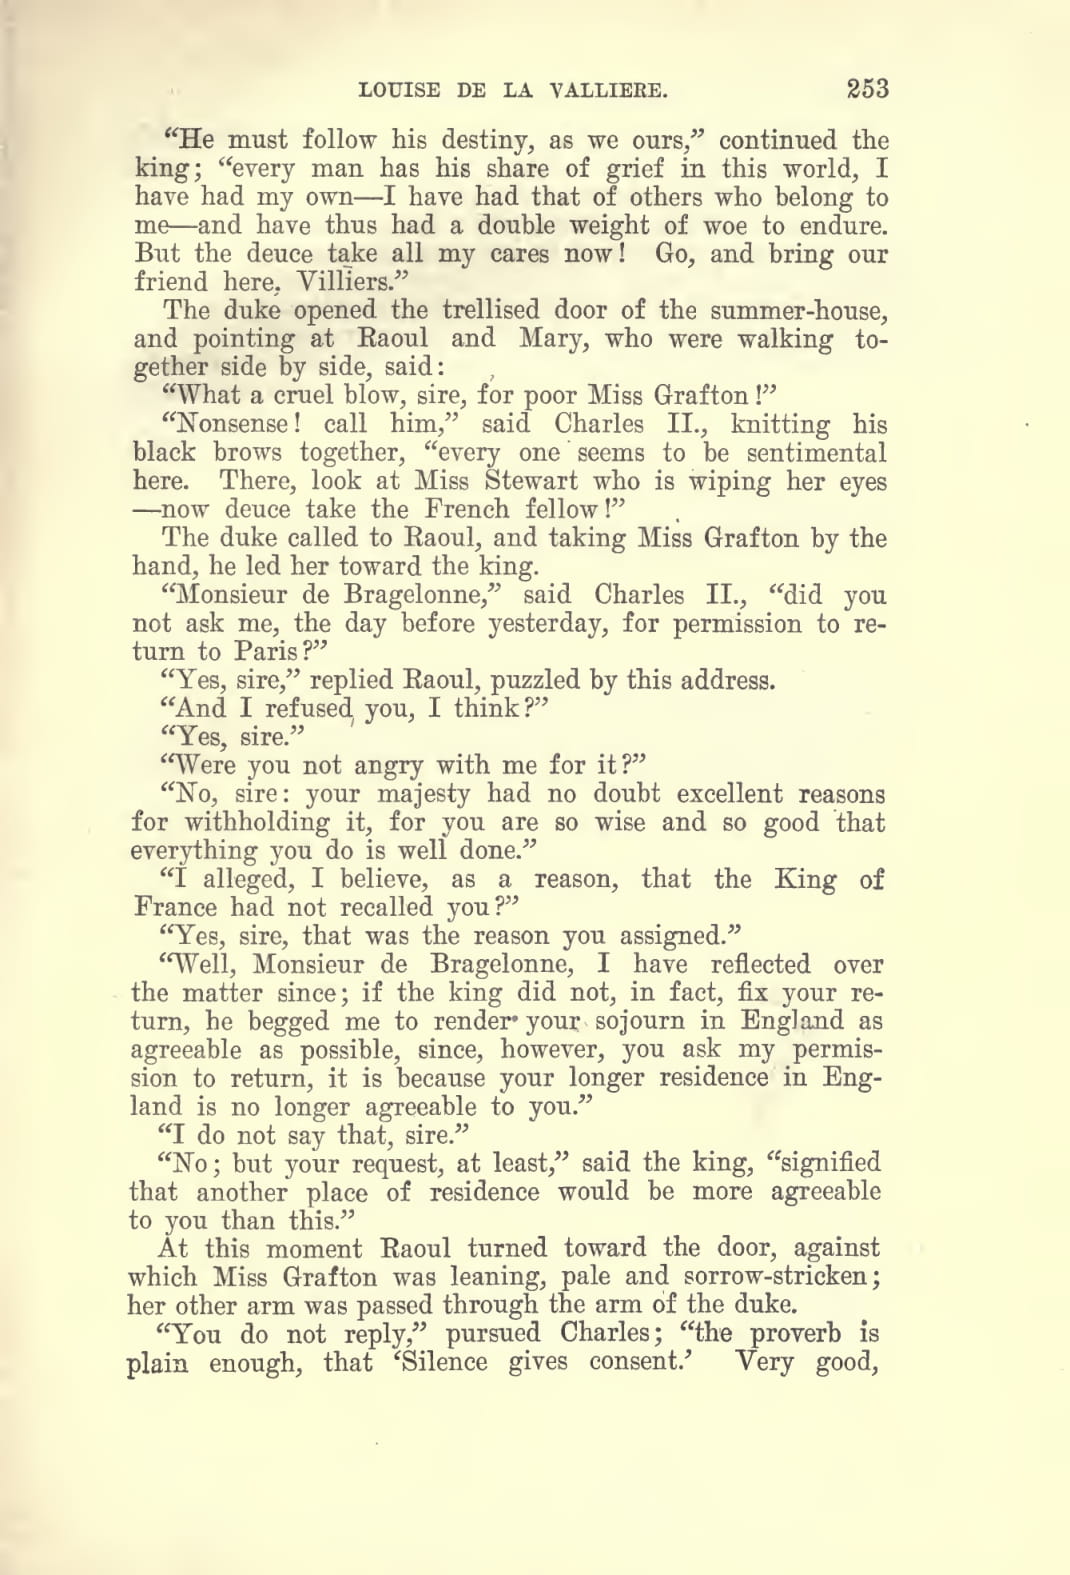 LOUISE DE LA VALLIERE. 253
“He must follow his destiny, as we ours,” continued the
king; “every man has his share of grief in this world, I
have had my own—I have had that of others who belong to
me—and have thus had a double weight of woe to endure.
But the deuce take all my cares now! Go, and bring our
friend here, Villiers.”
The duke opened the trellised door of the summer-house,
and pointing at Raoul and Mary, who were walking to-
gether side by side, said:
“What a cruel blow, sire, for poor Miss Grafton!”
“Nonsense! call him,” said Charles II., knitting his
black brows together, “every one seems to be sentimental
here. There, look at Miss Stewart who is wiping her eyes
—now deuce take the French fellow!”
The duke called to Raoul, and taking Miss Grafton by the
hand, he led her toward the king.
“Monsieur de Bragelonne,” said Charles II., “did you
not ask me, the day before yesterday, for permission to re-
turn to Paris?”
“Yes, sire,” replied Raoul, puzzled by this address.
“And I refused you, I think?”
“Yes, sire.”
“Were you not angry with me for it?”
“No, sire: your majesty had no doubt excellent reasons
for withholding it, for you are so wise and so good that
everything you do is well done.”
“I alleged, I believe, as a reason, that the King of
France had not recalled you?”
“Yes, sire, that was the reason you assigned.”
“Well, Monsieur de Bragelonne, I have reflected over
the matter since; if the king did not, in fact, fix your re-
turn, he begged me to render your sojourn in England as
agreeable as possible, since, however, you ask my permis-
sion to return, it is because your longer residence in Eng-
land is no longer agreeable to you.”
“I do not say that, sire.”
“No; but your request, at least,” said the king, “signified
that another place of residence would be more agreeable
to you than this.”
At this moment Raoul turned toward the door, against
which Miss Grafton was leaning, pale and sorrow-stricken;
her other arm was passed through the arm of the duke.
“You do not reply,” pursued Charles; “the proverb is
plain enough, that ‘Silence gives consent.’ Very good,